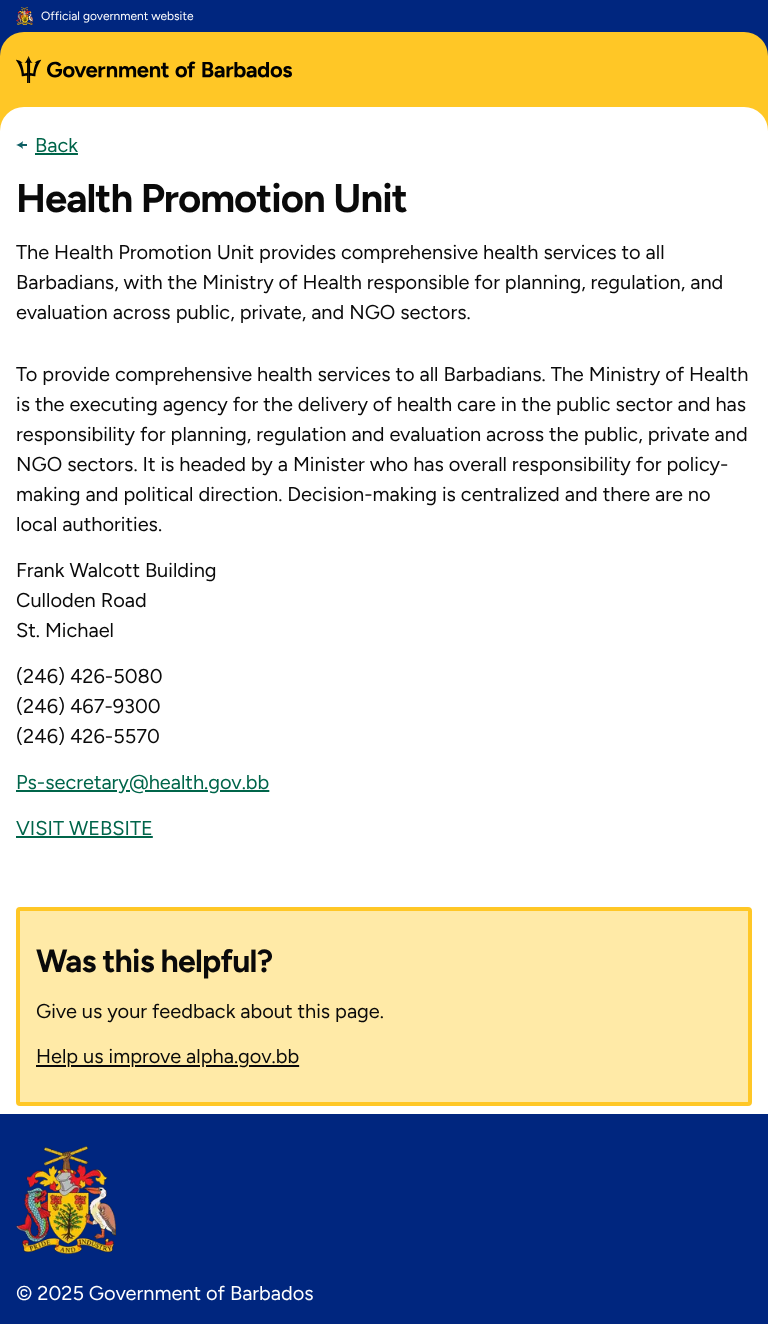 Official government website
Government of Barbados
Back
Health Promotion Unit
The Health Promotion Unit provides comprehensive health services to all
Barbadians, with the Ministry of Health responsible for planning, regulation, and
evaluation across public, private, and NGO sectors.
To provide comprehensive health services to all Barbadians. The Ministry of Health
is the executing agency for the delivery of health care in the public sector and has
responsibility for planning, regulation and evaluation across the public, private and
NGO sectors. It is headed by a Minister who has overall responsibility for policy-
making and political direction. Decision-making is centralized and there are no
local authorities.
Frank Walcott Building
Culloden Road
St. Michael
(246) 426-5080
(246) 467-9300
(246) 426-5570
Ps-secretary@health.gov.bb
VISIT WEBSITE
Was this helpful?
Give us your feedback about this page.
Help us improve alpha.gov.bb
PRIDE AND INDUSTRY
© 2025 Government of Barbados